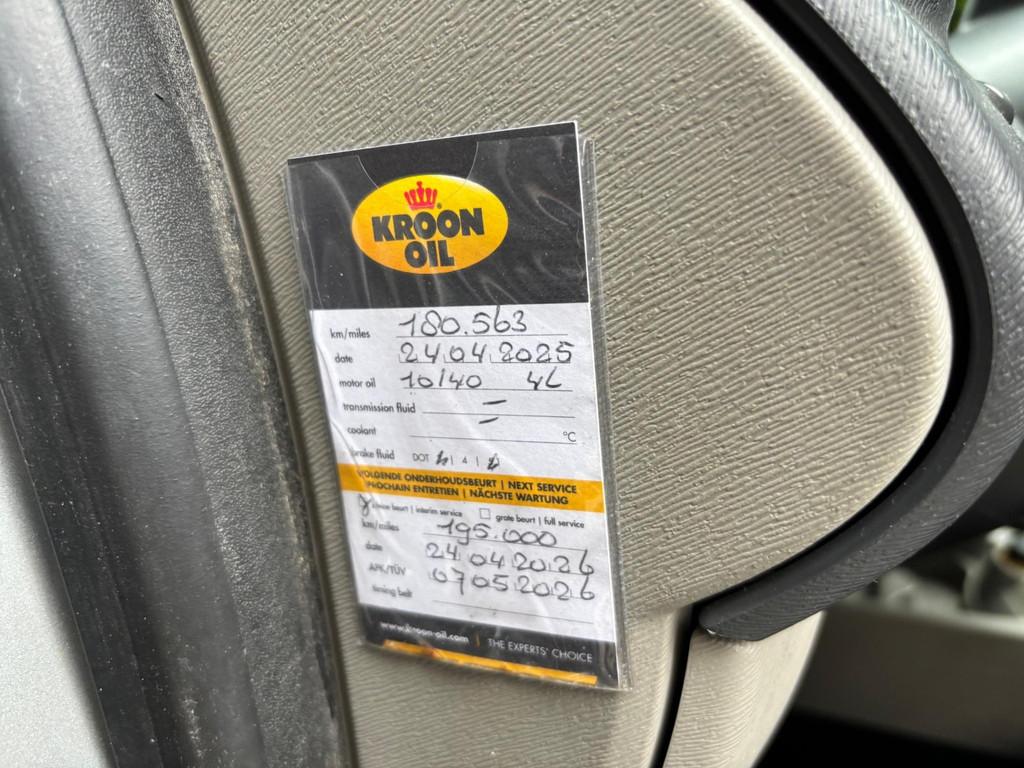 KROON
OIL
km/miles 180.563
date 24.04.2025
motor oil 10/40 4L
transmission fluid –
coolant – °C
brake fluid DOT | 4 |
VOLGENDE ONDERHOUDSBEURT | NEXT SERVICE
PROCHAIN ENTRETIEN | NÄCHSTE WARTUNG
beurt | interim service grote beurt | full service
km/miles 195.000
date 24 04 2026
APK/TÜV 07 05 2026
timing belt
www.kroon-oil.com | THE EXPERTS' CHOICE